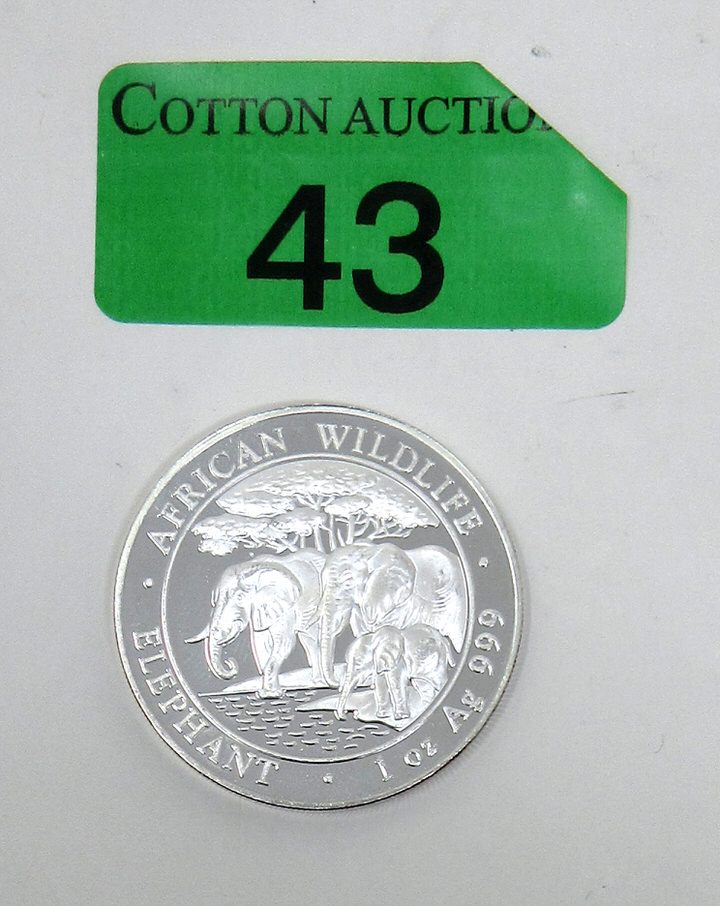 COTTON AUCTIO
43
AFRICAN WILDLIFE
ELEPHANT
1 oz Ag 999